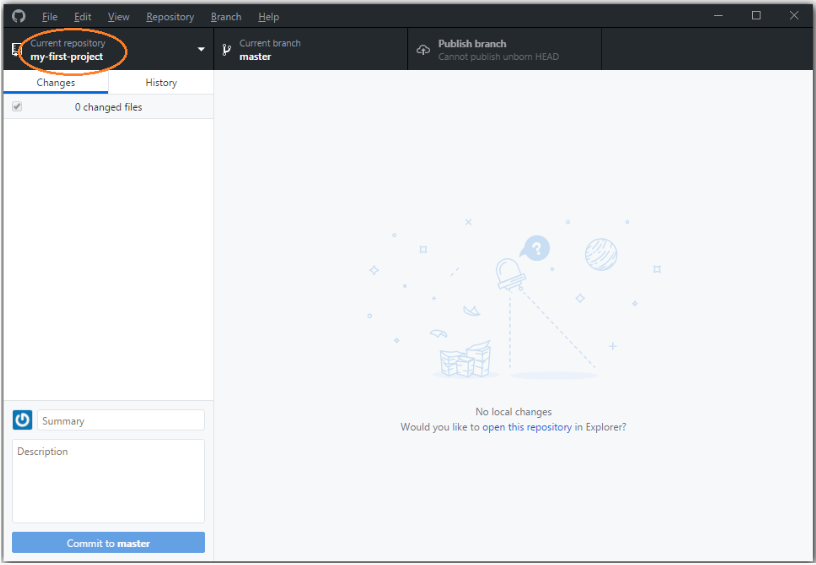 File Edit View Repository Branch Help
Current repository
my-first-project
Current branch
master
Publish branch
Cannot publish unborn HEAD
Changes History
0 changed files
?
No local changes
Would you like to open this repository in Explorer?
Summary
Description
Commit to master